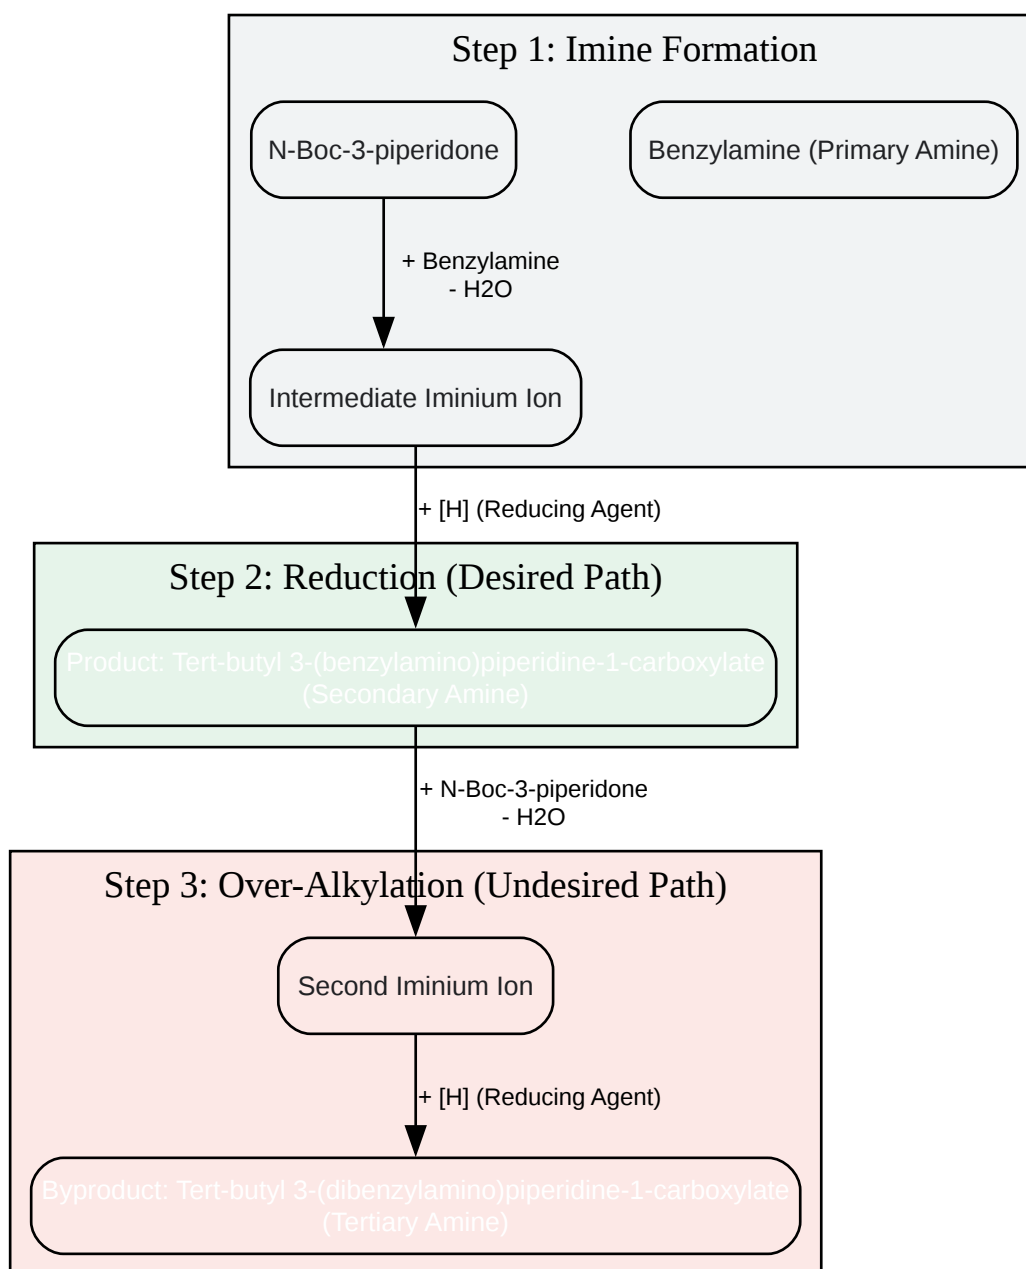 Step 1: Imine Formation
N-Boc-3-piperidone
Benzylamine (Primary Amine)
+ Benzylamine
- H2O
Intermediate Iminium Ion
+ [H] (Reducing Agent)
Step 2: Reduction (Desired Path)
Product: Tert-butyl 3-(benzylamino)piperidine-1-carboxylate
(Secondary Amine)
+ N-Boc-3-piperidone
- H2O
Step 3: Over-Alkylation (Undesired Path)
Second Iminium Ion
+ [H] (Reducing Agent)
Byproduct: Tert-butyl 3-(dibenzylamino)piperidine-1-carboxylate
(Tertiary Amine)